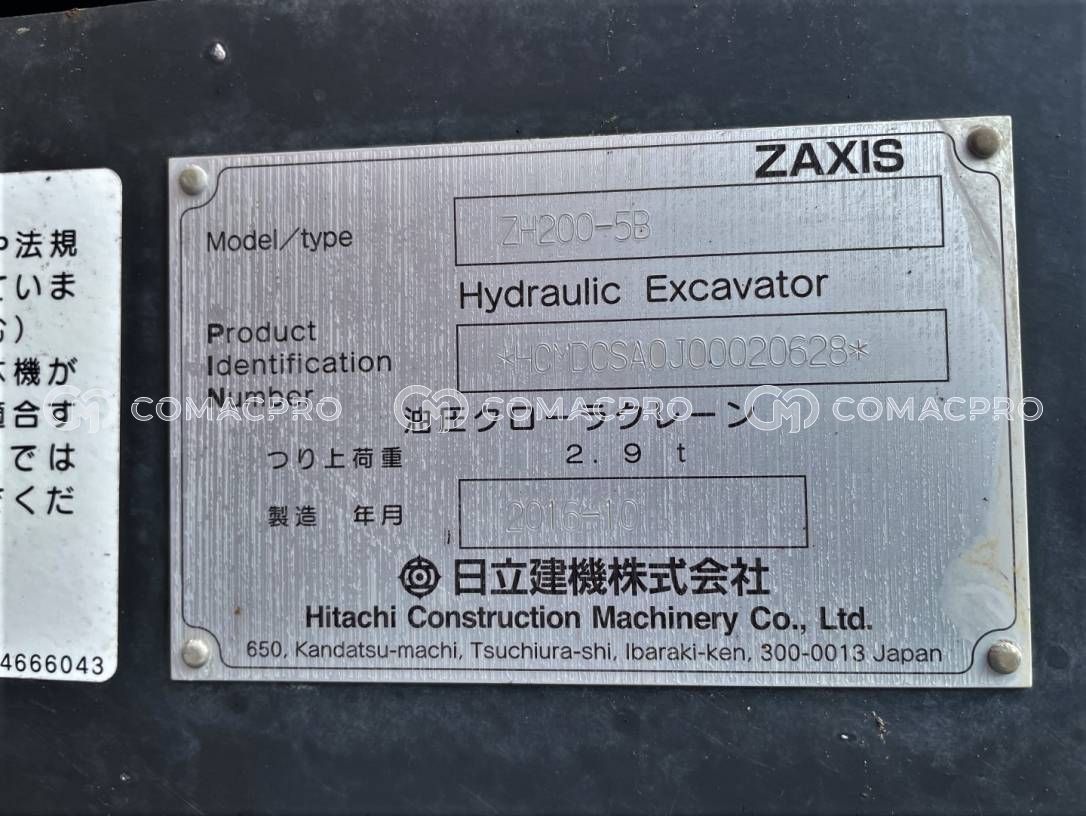 ZAXIS
Model/type
ZH200-5B
Hydraulic Excavator
Product
Identification
Number
*HCMDCSA0J00020628*
油圧クローラクレーン
つり上荷重 2.9 t
製造 年月
2016-10
日立建機株式会社
Hitachi Construction Machinery Co., Ltd.
650, Kandatsu-machi, Tsuchiura-shi, Ibaraki-ken, 300-0013 Japan
法規
ていま
む)
機が
適合す
では
くだ
4666043
COMACPRO COMACPRO COMACPRO